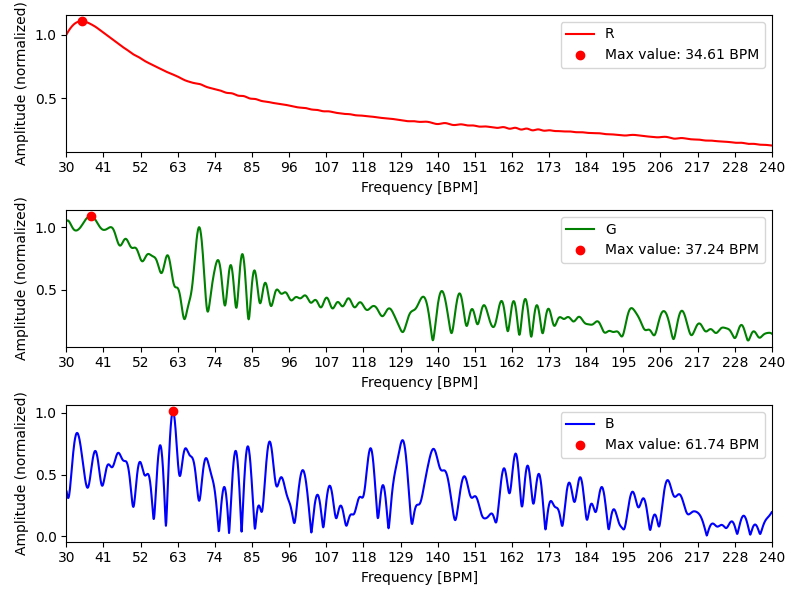 Amplitude (normalized)
1.0
0.5
R
Max value: 34.61 BPM
30 41 52 63 74 85 96 107 118 129 140 151 162 173 184 195 206 217 228 240
Frequency [BPM]
Amplitude (normalized)
1.0
0.5
G
Max value: 37.24 BPM
30 41 52 63 74 85 96 107 118 129 140 151 162 173 184 195 206 217 228 240
Frequency [BPM]
Amplitude (normalized)
1.0
0.5
0.0
B
Max value: 61.74 BPM
30 41 52 63 74 85 96 107 118 129 140 151 162 173 184 195 206 217 228 240
Frequency [BPM]